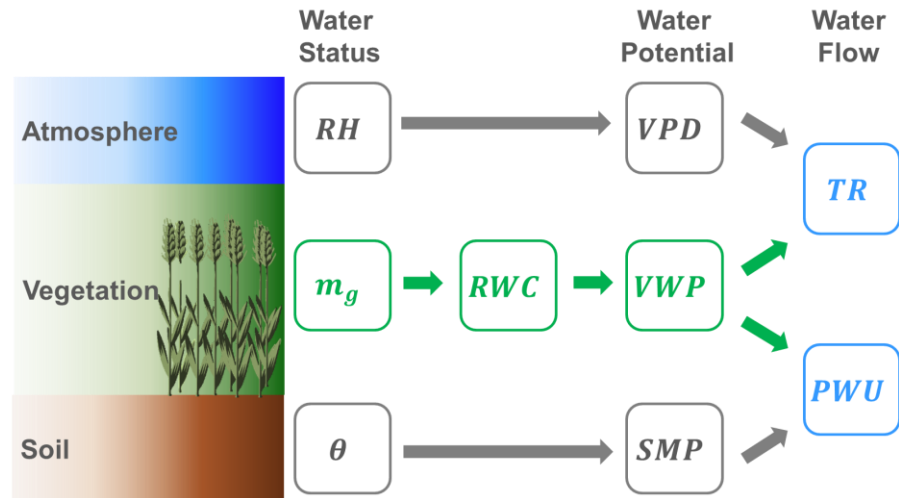 Water
Status
Water
Potential
Water
Flow
Atmosphere
RH
VPD
TR
Vegetation
m_g
RWC
VWP
PWU
Soil
θ
SMP